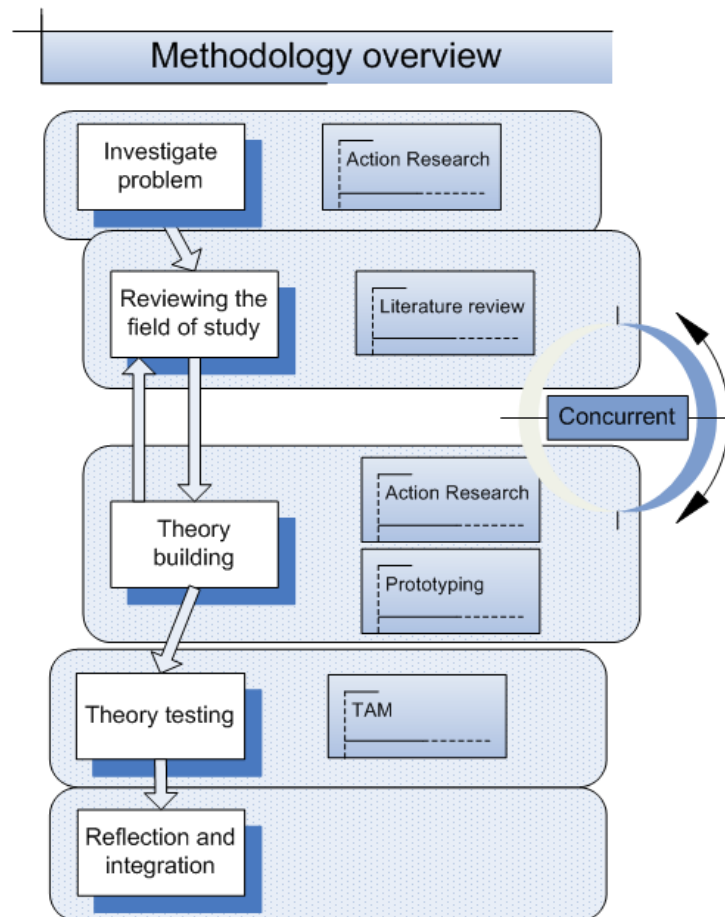 Methodology overview
Investigate
problem
Action Research
Reviewing the
field of study
Literature review
Concurrent
Theory
building
Action Research
Prototyping
Theory testing
TAM
Reflection and
integration